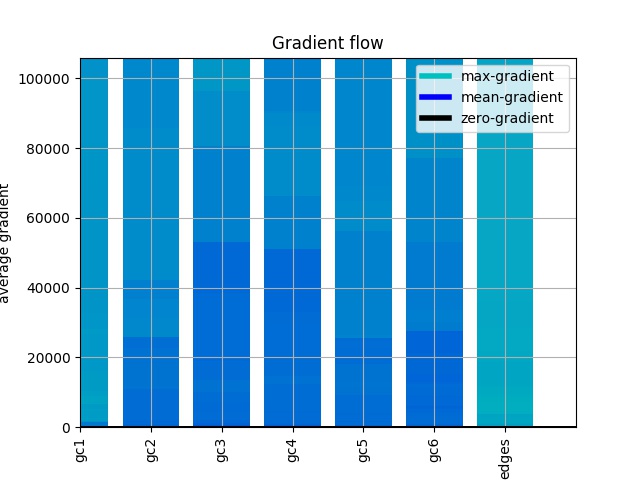 Gradient flow
max-gradient
mean-gradient
zero-gradient
average gradient
100000
80000
60000
40000
20000
0
gc1
gc2
gc3
gc4
gc5
gc6
edges